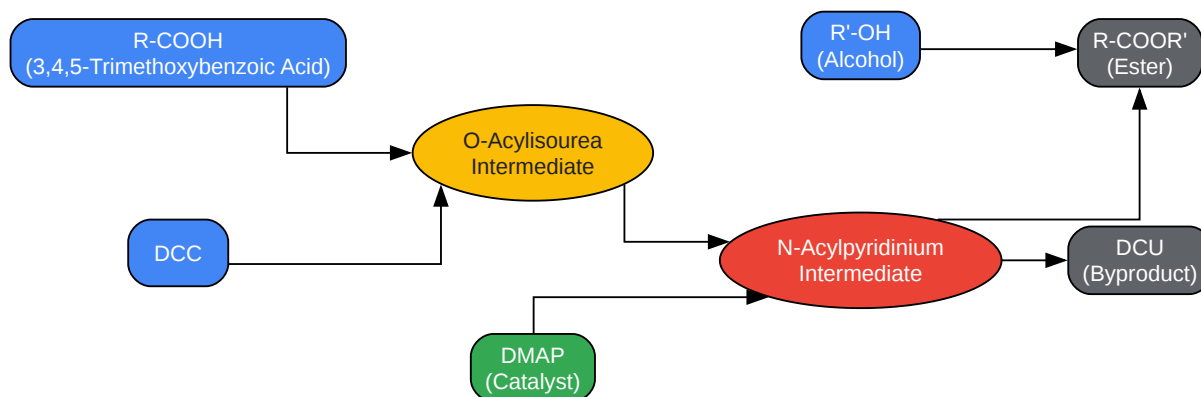 R-COOH
(3,4,5-Trimethoxybenzoic Acid)
R'-OH
(Alcohol)
R-COOR'
(Ester)
O-Acylisourea
Intermediate
DCC
N-Acylpyridinium
Intermediate
DCU
(Byproduct)
DMAP
(Catalyst)